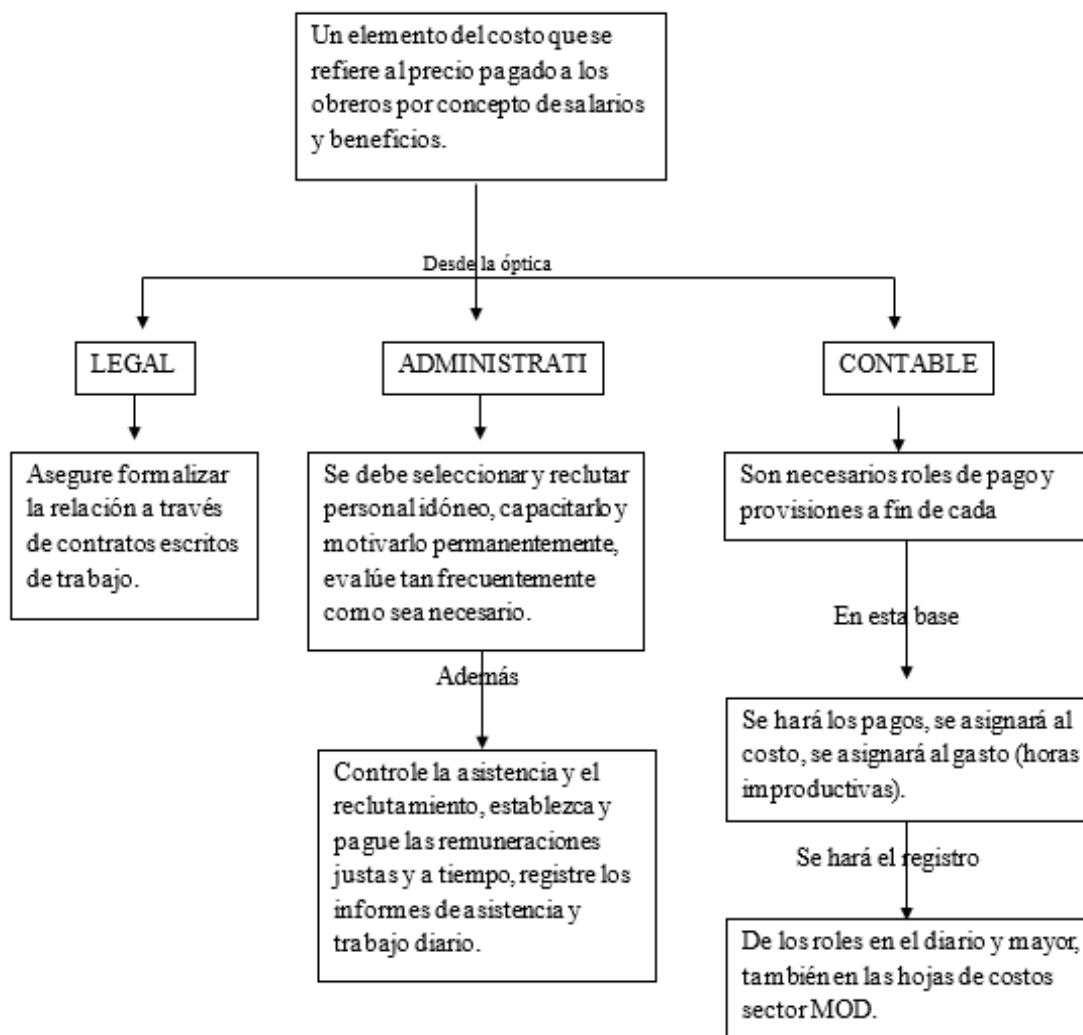 Un elemento del costo que se
refiere al precio pagado a los
obreros por concepto de salarios
y beneficios.
Desde la óptica
LEGAL
ADMINISTRATI
CONTABLE
Asegure formalizar
la relación a través
de contratos escritos
de trabajo.
Se debe seleccionar y reclutar
personal idóneo, capacitarlo y
motivarlo permanentemente,
evalúe tan frecuentemente
como sea necesario.
Además
Controle la asistencia y el
reclutamiento, establezca y
pague las remuneraciones
justas y a tiempo, registre los
informes de asistencia y
trabajo diario.
Son necesarios roles de pago y
provisiones a fin de cada
En esta base
Se hará los pagos, se asignará al
costo, se asignará al gasto (horas
improductivas).
Se hará el registro
De los roles en el diario y mayor,
también en las hojas de costos
sector MOD.